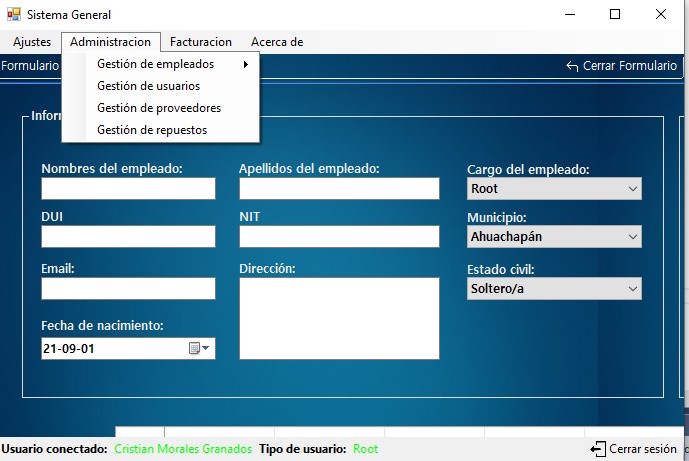 Sistema General
Ajustes Administracion Facturacion Acerca de
Formulario
Gestión de empleados
Cerrar Formulario
Gestión de usuarios
Gestión de proveedores
Gestión de repuestos
Nombres del empleado: Apellidos del empleado: Cargo del empleado:
Root
DUI NIT Municipio:
Ahuachapán
Email: Dirección: Estado civil:
Soltero/a
Fecha de nacimiento:
21-09-01
Usuario conectado: Cristian Morales Granados Tipo de usuario: Root Cerrar sesión